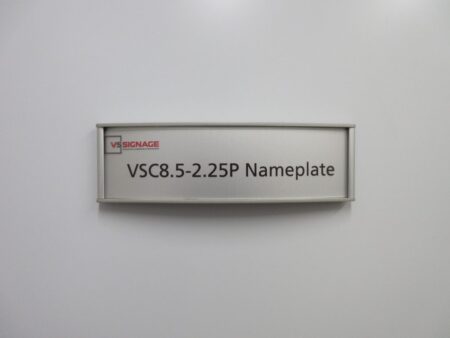 VS SIGNAGE
VSC8.5-2.25P Nameplate